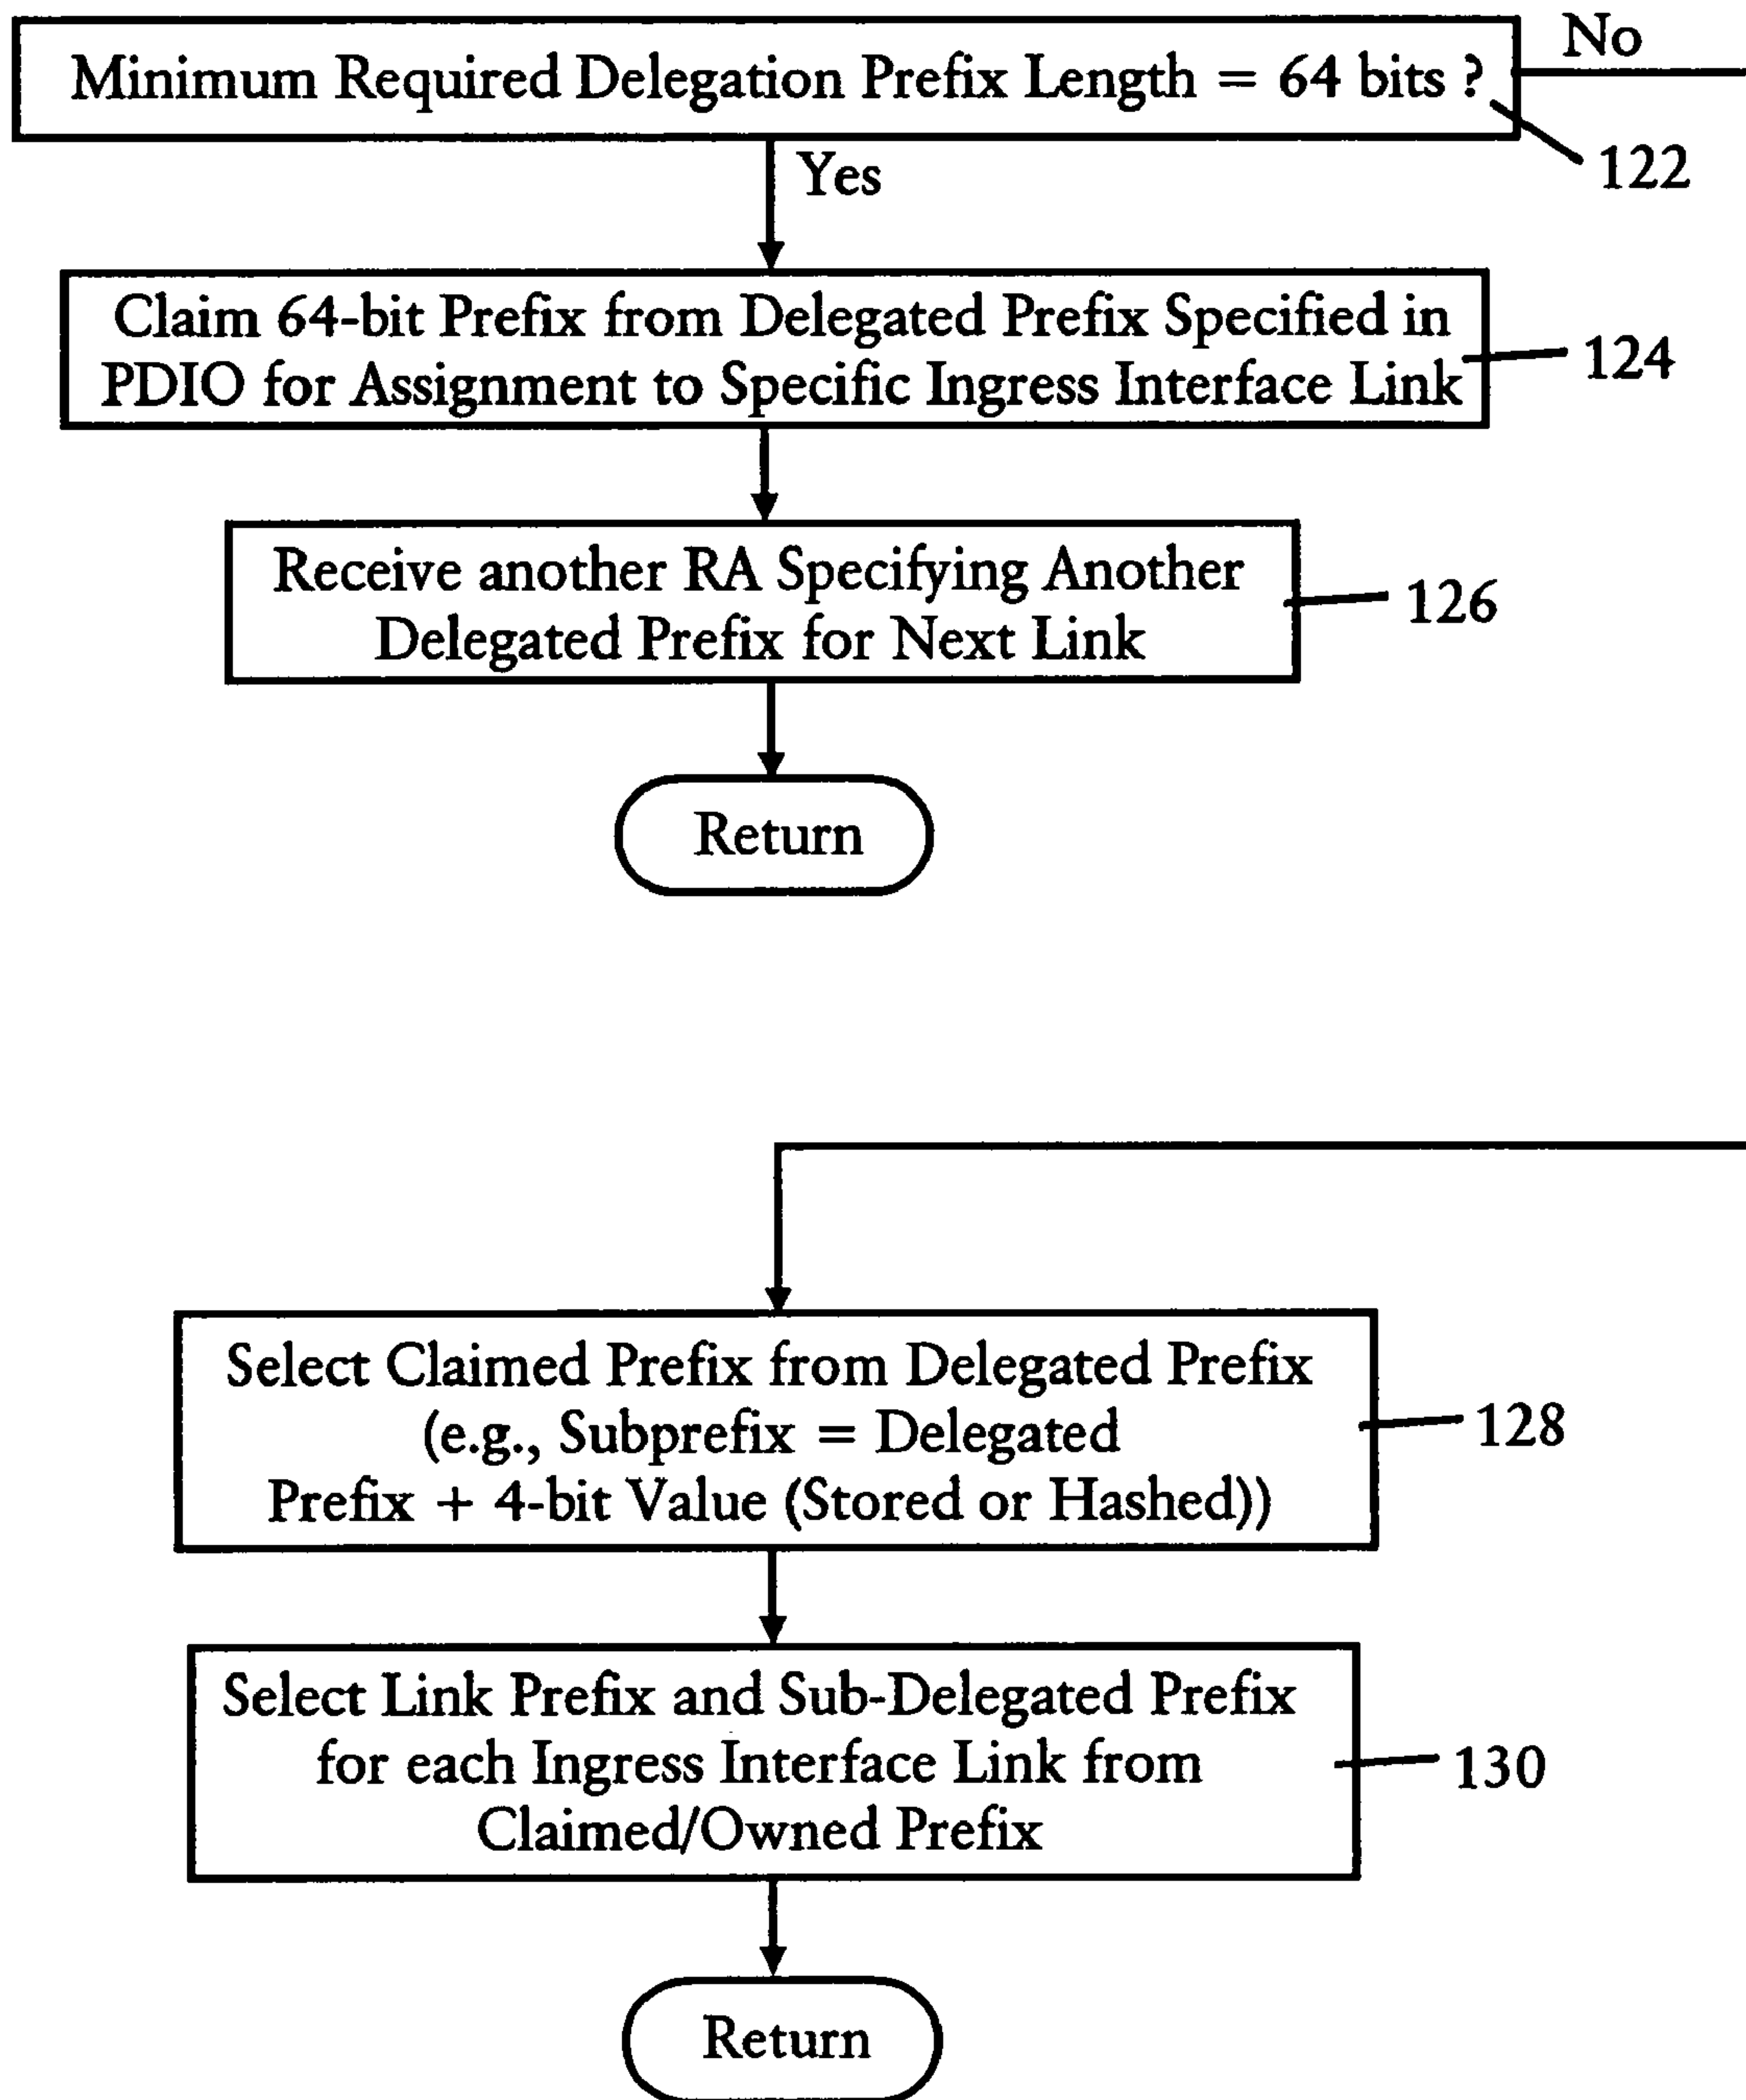 No
Minimum Required Delegation Prefix Length = 64 bits ?
122
Yes
Claim 64-bit Prefix from Delegated Prefix Specified in
PDIO for Assignment to Specific Ingress Interface Link
124
Receive another RA Specifying Another
Delegated Prefix for Next Link
126
Return
Select Claimed Prefix from Delegated Prefix
(e.g., Subprefix = Delegated
Prefix + 4-bit Value (Stored or Hashed))
128
Select Link Prefix and Sub-Delegated Prefix
for each Ingress Interface Link from
Claimed/Owned Prefix
130
Return